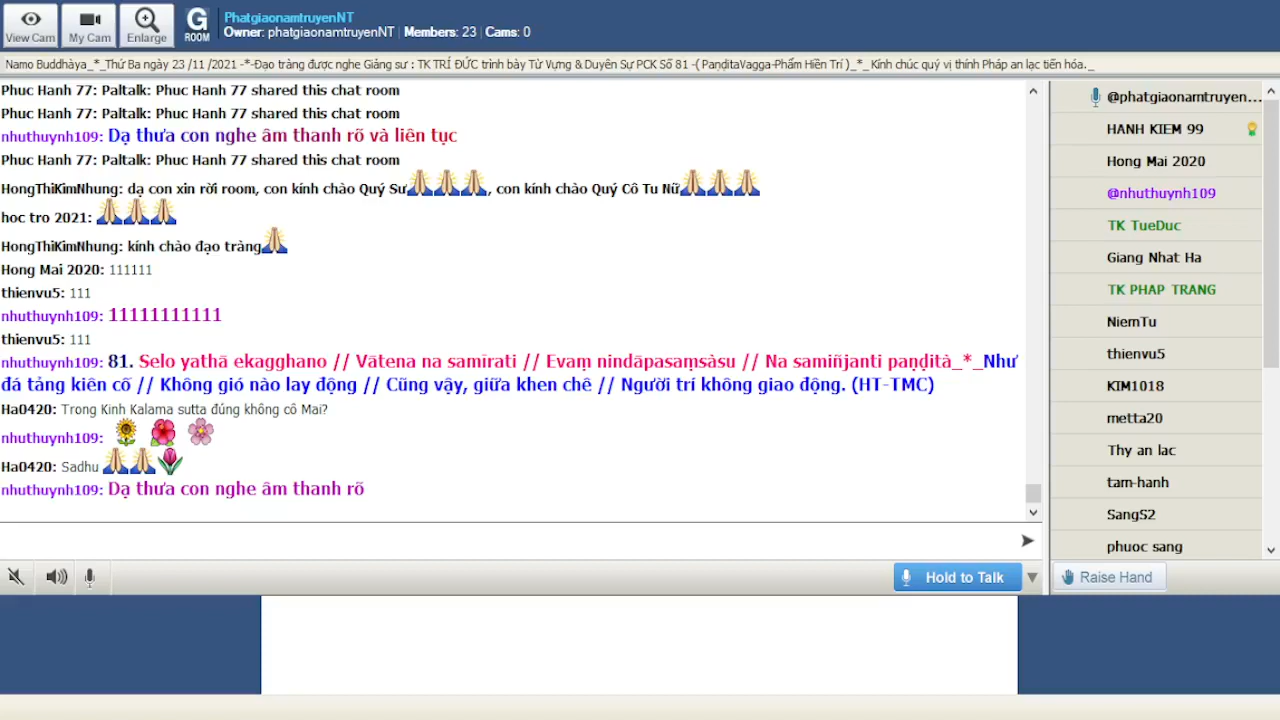 View Cam
My Cam
Enlarge
G
ROOM
PhatgiaonamtruyenNT
Owner: phatgiaonamtruyenNT | Members: 23 | Cams: 0
Namo Buddhàya_*_Thứ Ba ngày 23 /11 /2021 -*-Đạo tràng được nghe Giảng sư : TK TRÍ ĐỨC trình bày Từ Vựng & Duyên Sự PCK Số 81 -( PaṇḍitaVagga-Phẩm Hiền Trí )_*_ Kính chúc quý vị thính Pháp an lạc tiến hóa._
Phuc Hanh 77: Paltalk: Phuc Hanh 77 shared this chat room
Phuc Hanh 77: Paltalk: Phuc Hanh 77 shared this chat room
nhuthuynh109: Dạ thưa con nghe âm thanh rõ và liên tục
Phuc Hanh 77: Paltalk: Phuc Hanh 77 shared this chat room
HongThiKimNhung: dạ con xin rời room, con kính chào Quý Sư🙏🙏🙏, con kính chào Quý Cô Tu Nữ🙏🙏🙏
hoc tro 2021: 🙏🙏🙏
HongThiKimNhung: kính chào đạo tràng🙏
Hong Mai 2020: 111111
thienvu5: 111
nhuthuynh109: 11111111111
thienvu5: 111
nhuthuynh109: 81. Selo yathā ekagghano // Vātena na samīrati // Evaṃ nindāpasaṃsàsu // Na samiñjanti paṇḍità_*_Như
đá tảng kiên cố // Không gió nào lay động // Cũng vậy, giữa khen chê // Người trí không giao động. (HT-TMC)
Ha0420: Trong Kinh Kalama sutta đúng không cô Mai?
nhuthuynh109: 🌻 🌺 🌸
Ha0420: Sadhu 🙏🙏🌷
nhuthuynh109: Dạ thưa con nghe âm thanh rõ
@phatgiaonamtruyen...
HANH KIEM 99
Hong Mai 2020
@nhuthuynh109
TK TueDuc
Giang Nhat Ha
TK PHAP TRANG
NiemTu
thienvu5
KIM1018
metta20
Thy an lac
tam-hanh
SangS2
phuoc sang
Hold to Talk
Raise Hand